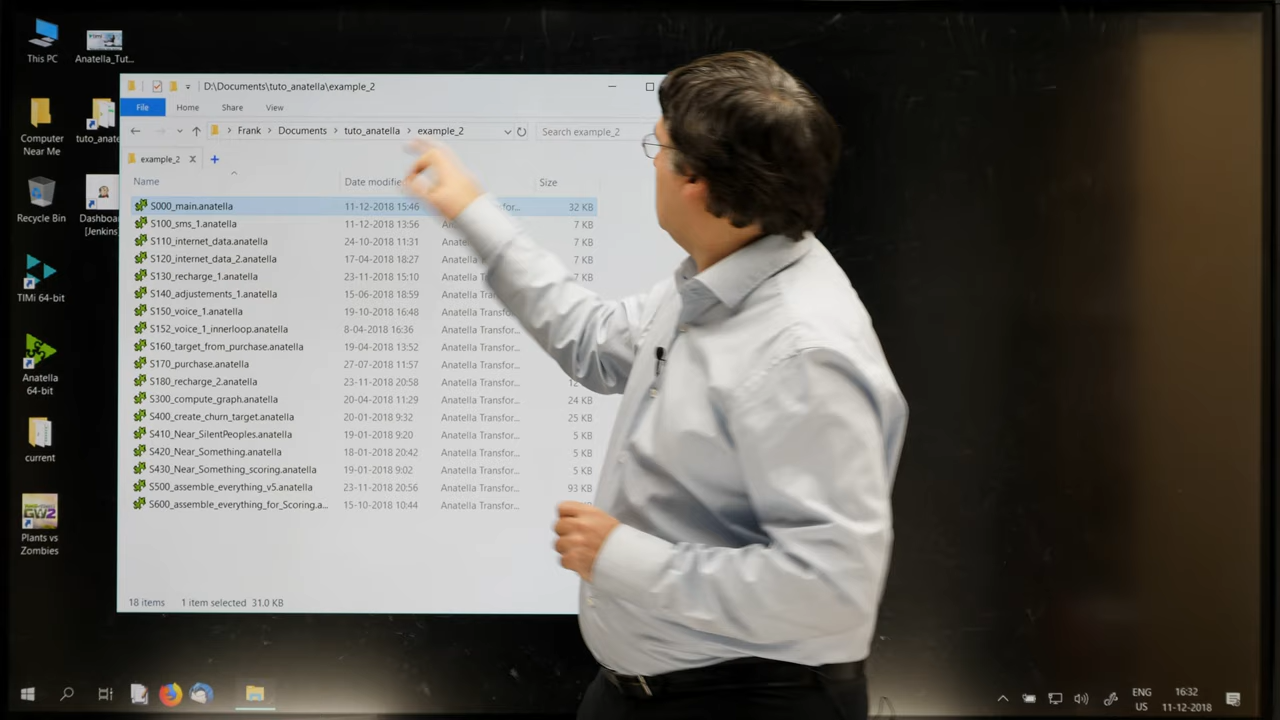 This PC
Anatella_Tut...
Computer
Near Me
tuto_anate
Recycle Bin
Dashboa
[Jenkins
TIMi 64-bit
Anatella
64-bit
current
GW2
Plants vs
Zombies
D:\Documents\tuto_anatella\example_2
File Home Share View
Frank > Documents > tuto_anatella > example_2 Search example_2
example_2 X +
Name Date modifie Size
S000_main.anatella 11-12-2018 15:46 for... 32 KB
S100_sms_1.anatella 11-12-2018 13:56 An 7 KB
S110_internet_data.anatella 24-10-2018 11:31 Anate 7 KB
S120_internet_data_2.anatella 17-04-2018 18:27 Anatel 7 KB
S130_recharge_1.anatella 23-11-2018 15:10 Anatella 7 KB
S140_adjustements_1.anatella 15-06-2018 18:59 Anatella
S150_voice_1.anatella 19-10-2018 16:48 Anatella
S152_voice_1_innerloop.anatella 8-04-2018 16:36 Anatella Tra
S160_target_from_purchase.anatella 19-04-2018 13:52 Anatella Transf
S170_purchase.anatella 27-07-2018 11:57 Anatella Transfor...
S180_recharge_2.anatella 23-11-2018 20:58 Anatella Transfor... 12
S300_compute_graph.anatella 20-04-2018 11:29 Anatella Transfor... 24 KB
S400_create_churn_target.anatella 20-01-2018 9:32 Anatella Transfor... 25 KB
S410_Near_SilentPeoples.anatella 19-01-2018 9:20 Anatella Transfor... 5 KB
S420_Near_Something.anatella 18-01-2018 20:42 Anatella Transfor... 5 KB
S430_Near_Something_scoring.anatella 19-01-2018 9:02 Anatella Transfor... 5 KB
S500_assemble_everything_v5.anatella 23-11-2018 20:56 Anatella Transfor... 93 KB
S600_assemble_everything_for_Scoring.a... 15-10-2018 10:44 Anatella Transfor...
18 items 1 item selected 31.0 KB
ENG
US
16:32
11-12-2018